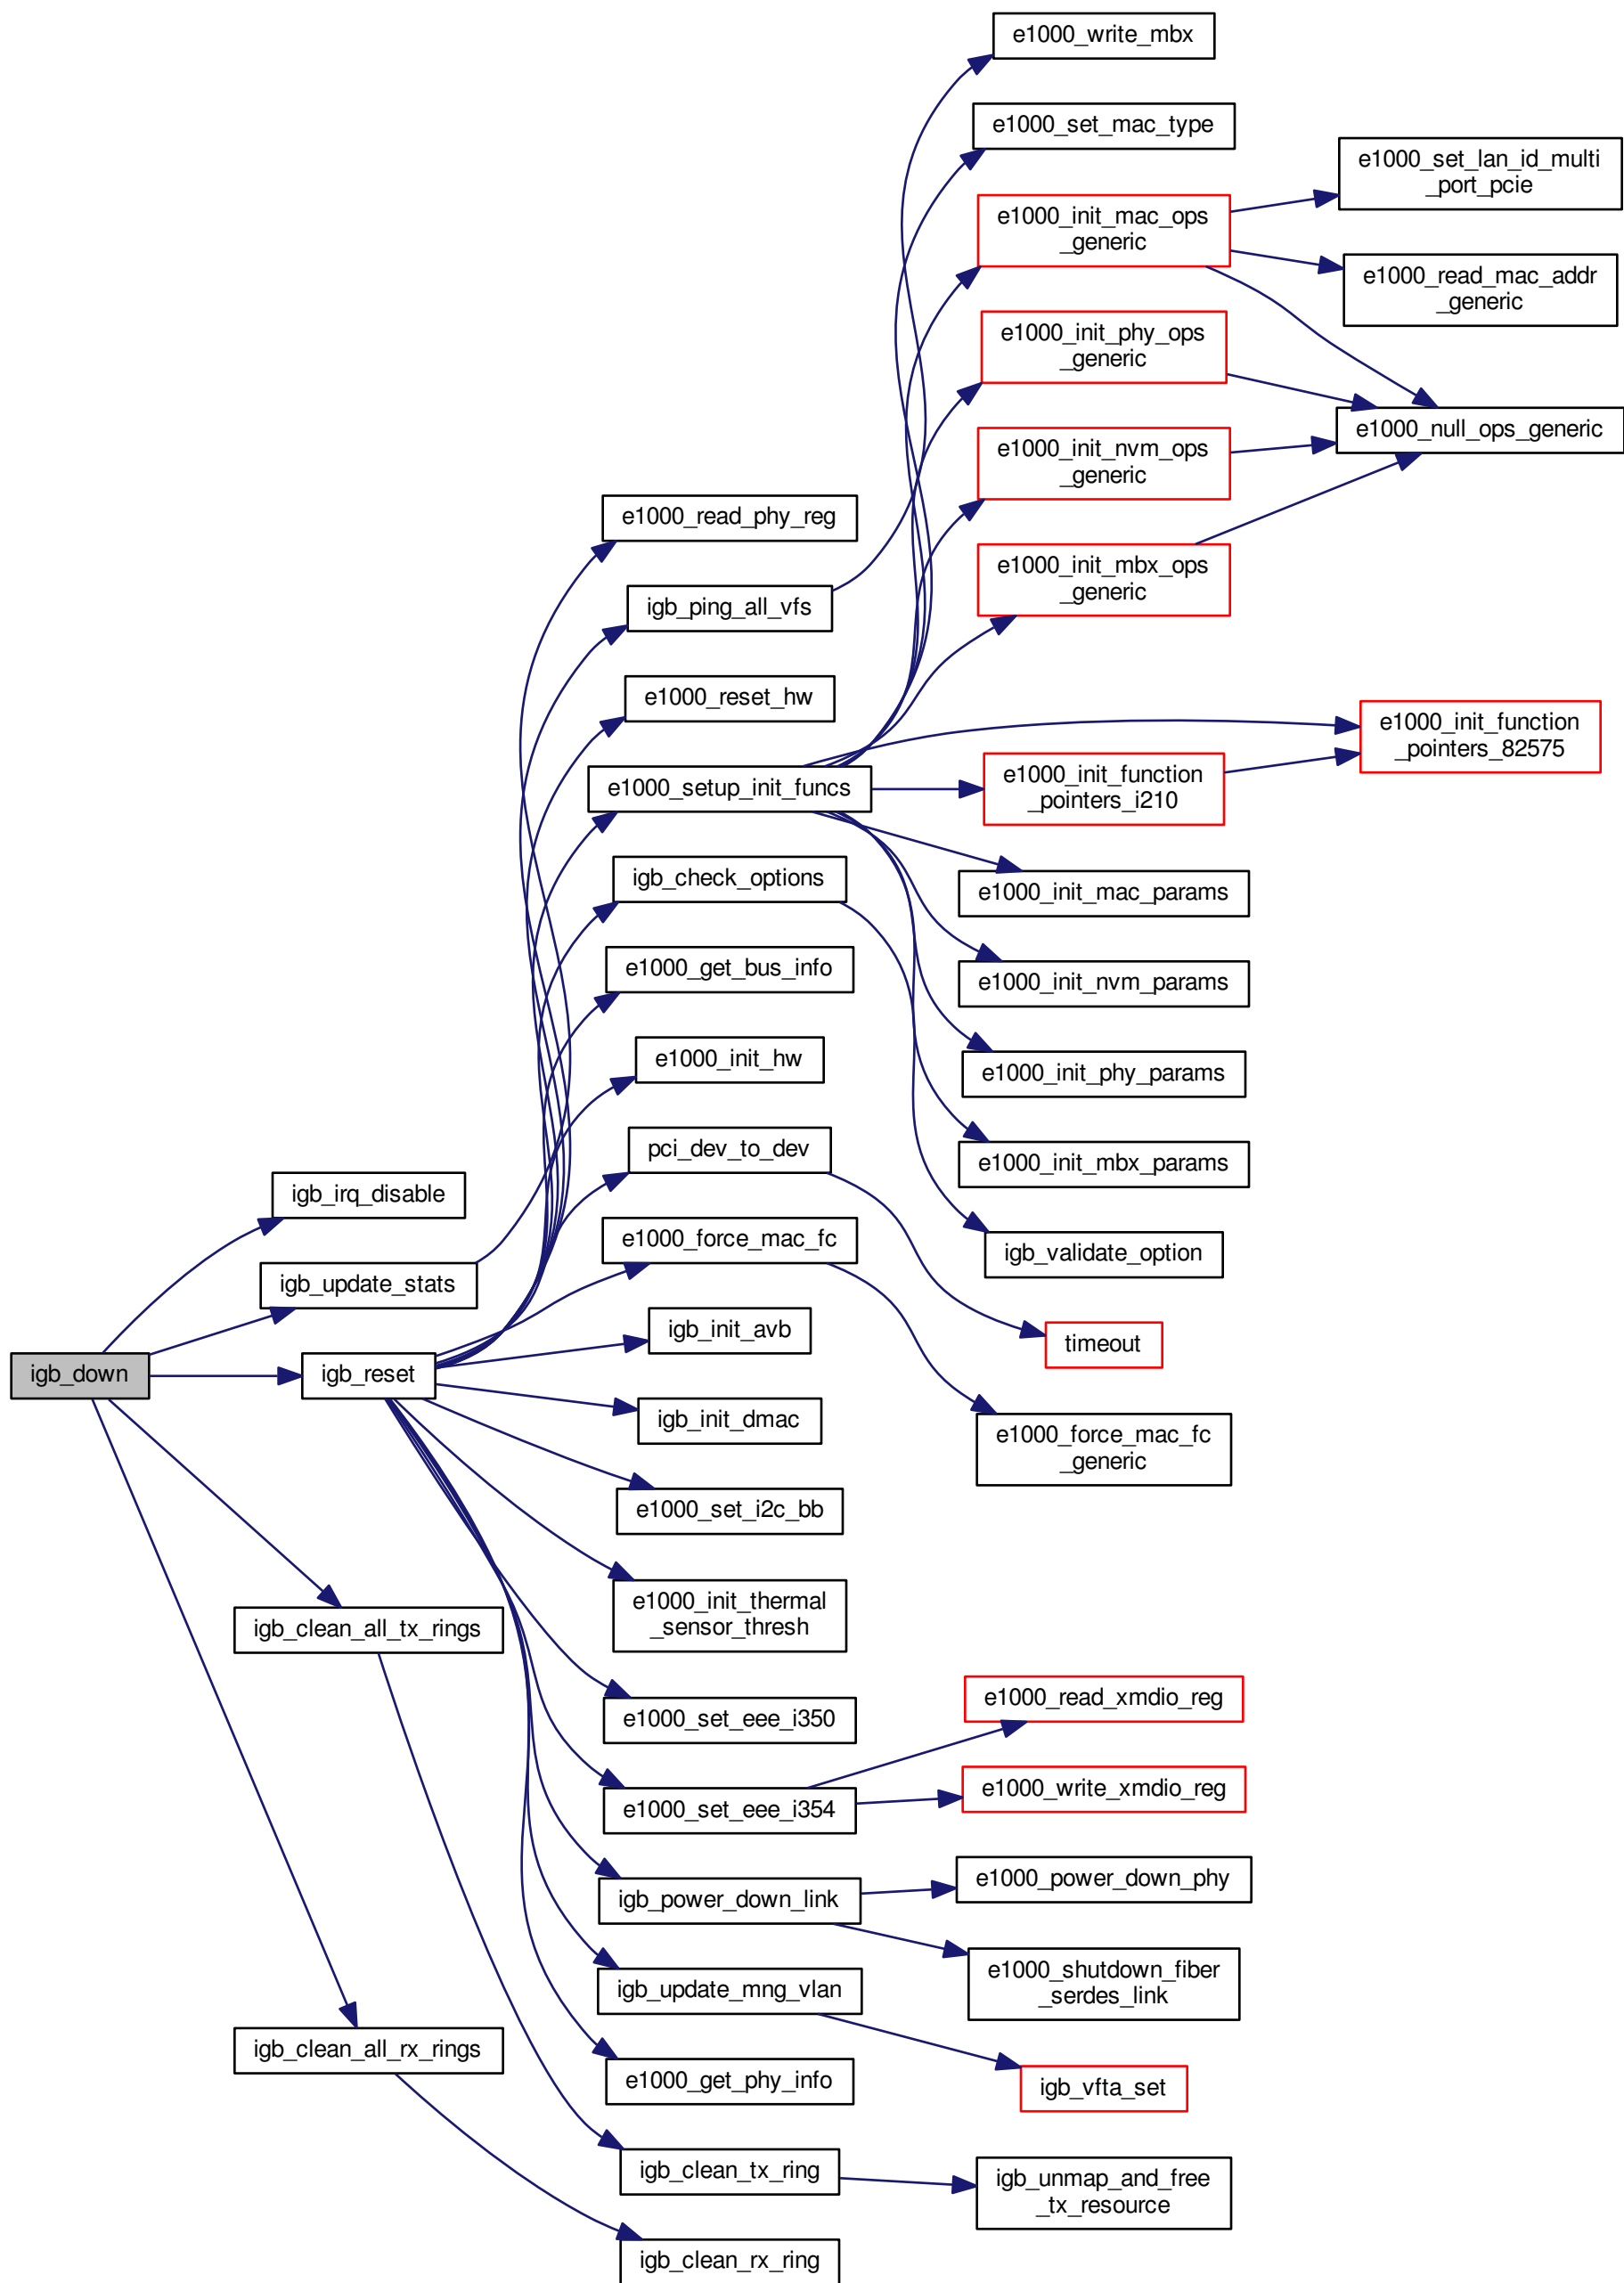 e1000_write_mbx
e1000_set_mac_type
e1000_set_lan_id_multi
_port_pcie
e1000_init_mac_ops
_generic
e1000_read_mac_addr
_generic
e1000_init_phy_ops
_generic
e1000_null_ops_generic
e1000_init_nvm_ops
_generic
e1000_read_phy_reg
e1000_init_mbx_ops
_generic
igb_ping_all_vfs
e1000_reset_hw
e1000_init_function
_pointers_82575
e1000_setup_init_funcs
e1000_init_function
_pointers_i210
igb_check_options
e1000_init_mac_params
e1000_get_bus_info
e1000_init_nvm_params
e1000_init_hw
e1000_init_phy_params
pci_dev_to_dev
e1000_init_mbx_params
igb_irq_disable
e1000_force_mac_fc
igb_validate_option
igb_update_stats
igb_init_avb
timeout
igb_down
igb_reset
igb_init_dmac
e1000_force_mac_fc
_generic
e1000_set_i2c_bb
e1000_init_thermal
_sensor_thresh
igb_clean_all_tx_rings
e1000_set_eee_i350
e1000_read_xmdio_reg
e1000_set_eee_i354
e1000_write_xmdio_reg
igb_power_down_link
e1000_power_down_phy
e1000_shutdown_fiber
_serdes_link
igb_update_mng_vlan
igb_clean_all_rx_rings
e1000_get_phy_info
igb_vfta_set
igb_clean_tx_ring
igb_unmap_and_free
_tx_resource
igb_clean_rx_ring